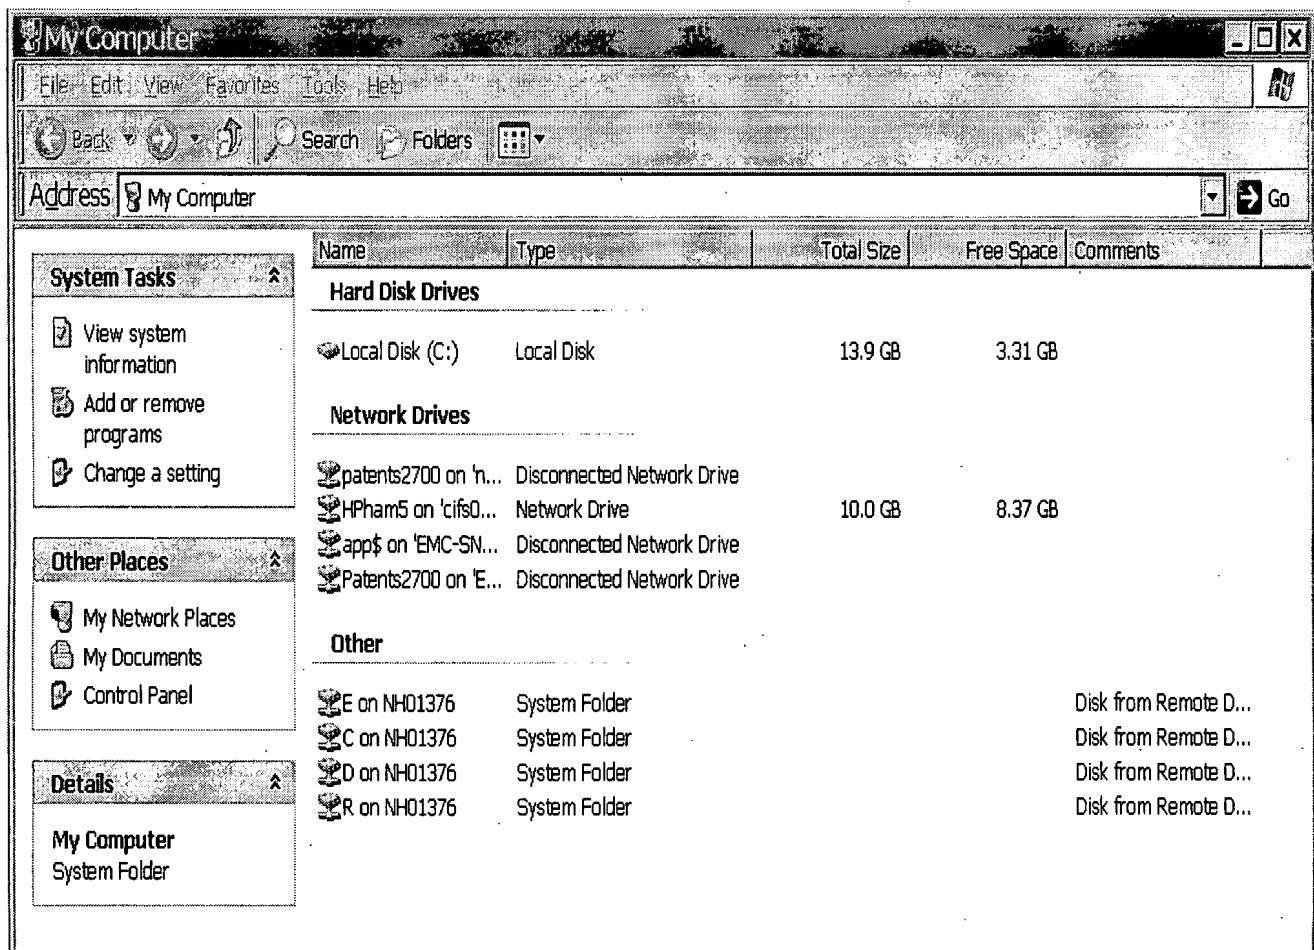 My Computer
File Edit View Favorites Tools Help
Back Search Folders
Address My Computer Go
System Tasks
View system
information
Add or remove
programs
Change a setting
Other Places
My Network Places
My Documents
Control Panel
Details
My Computer
System Folder
Name Type Total Size Free Space Comments
Hard Disk Drives
Local Disk (C:) Local Disk 13.9 GB 3.31 GB
Network Drives
patents2700 on 'n... Disconnected Network Drive
HPham5 on 'cifs0... Network Drive 10.0 GB 8.37 GB
app$ on 'EMC-SN... Disconnected Network Drive
Patents2700 on 'E... Disconnected Network Drive
Other
E on NH01376 System Folder Disk from Remote D...
C on NH01376 System Folder Disk from Remote D...
D on NH01376 System Folder Disk from Remote D...
R on NH01376 System Folder Disk from Remote D...